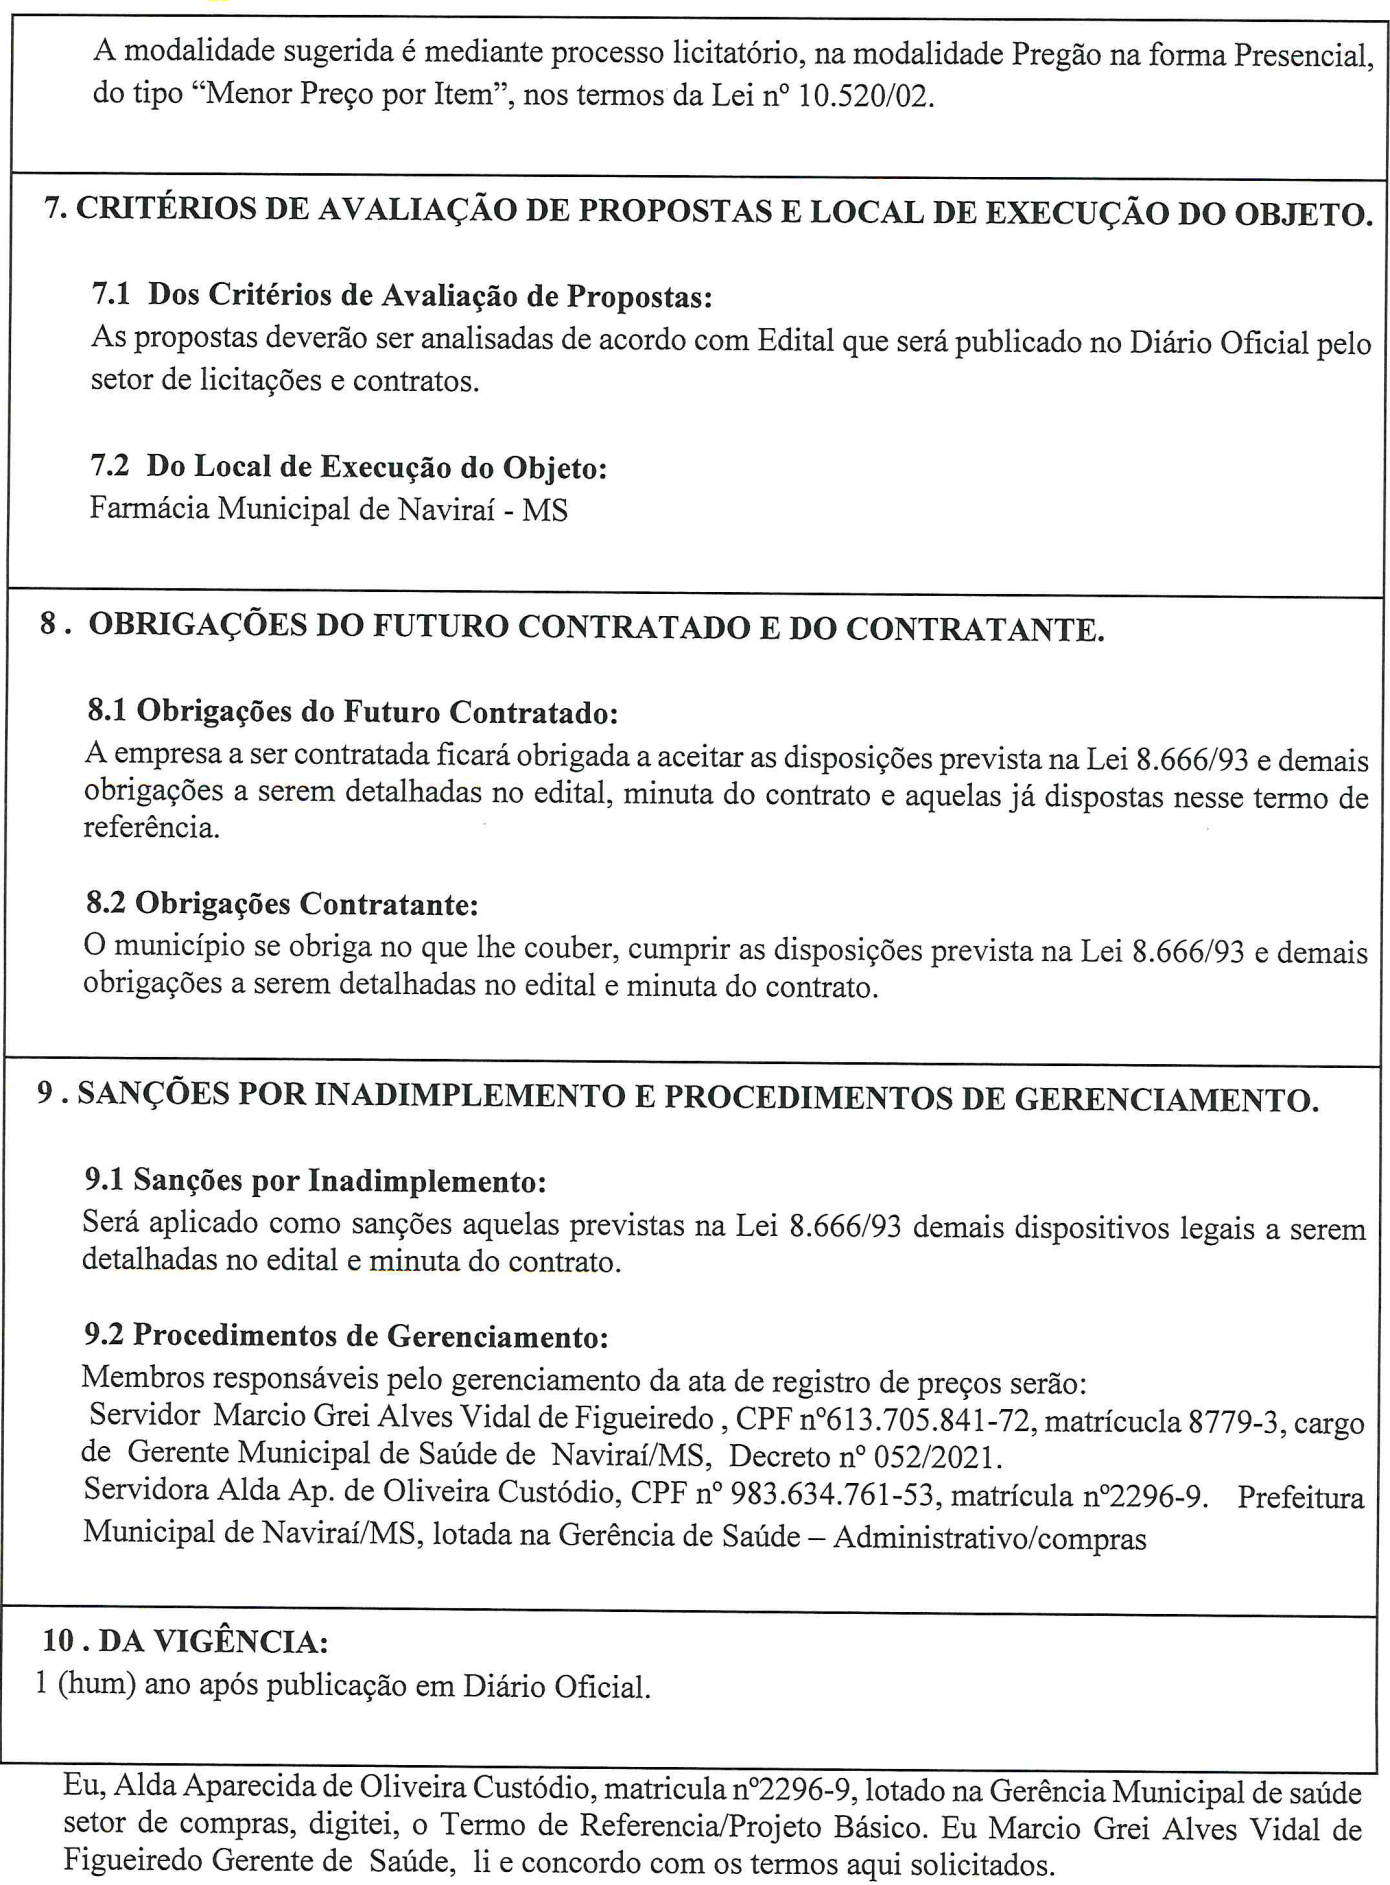 A modalidade sugerida é mediante processo licitatório, na modalidade Pregão na forma Presencial,
do tipo “Menor Preço por Item”, nos termos da Lei nº 10.520/02.
7. CRITÉRIOS DE AVALIAÇÃO DE PROPOSTAS E LOCAL DE EXECUÇÃO DO OBJETO.
7.1 Dos Critérios de Avaliação de Propostas:
As propostas deverão ser analisadas de acordo com Edital que será publicado no Diário Oficial pelo
setor de licitações e contratos.
7.2 Do Local de Execução do Objeto:
Farmácia Municipal de Naviraí - MS
8 . OBRIGAÇÕES DO FUTURO CONTRATADO E DO CONTRATANTE.
8.1 Obrigações do Futuro Contratado:
A empresa a ser contratada ficará obrigada a aceitar as disposições prevista na Lei 8.666/93 e demais
obrigações a serem detalhadas no edital, minuta do contrato e aquelas já dispostas nesse termo de
referência.
8.2 Obrigações Contratante:
O município se obriga no que lhe couber, cumprir as disposições prevista na Lei 8.666/93 e demais
obrigações a serem detalhadas no edital e minuta do contrato.
9 . SANÇÕES POR INADIMPLEMENTO E PROCEDIMENTOS DE GERENCIAMENTO.
9.1 Sanções por Inadimplemento:
Será aplicado como sanções aquelas previstas na Lei 8.666/93 demais dispositivos legais a serem
detalhadas no edital e minuta do contrato.
9.2 Procedimentos de Gerenciamento:
Membros responsáveis pelo gerenciamento da ata de registro de preços serão:
Servidor Marcio Grei Alves Vidal de Figueiredo , CPF nº613.705.841-72, matrícucla 8779-3, cargo
de Gerente Municipal de Saúde de Naviraí/MS, Decreto nº 052/2021.
Servidora Alda Ap. de Oliveira Custódio, CPF nº 983.634.761-53, matrícula nº2296-9. Prefeitura
Municipal de Naviraí/MS, lotada na Gerência de Saúde – Administrativo/compras
10 . DA VIGÊNCIA:
1 (hum) ano após publicação em Diário Oficial.
Eu, Alda Aparecida de Oliveira Custódio, matricula nº2296-9, lotado na Gerência Municipal de saúde
setor de compras, digitei, o Termo de Referencia/Projeto Básico. Eu Marcio Grei Alves Vidal de
Figueiredo Gerente de Saúde, li e concordo com os termos aqui solicitados.